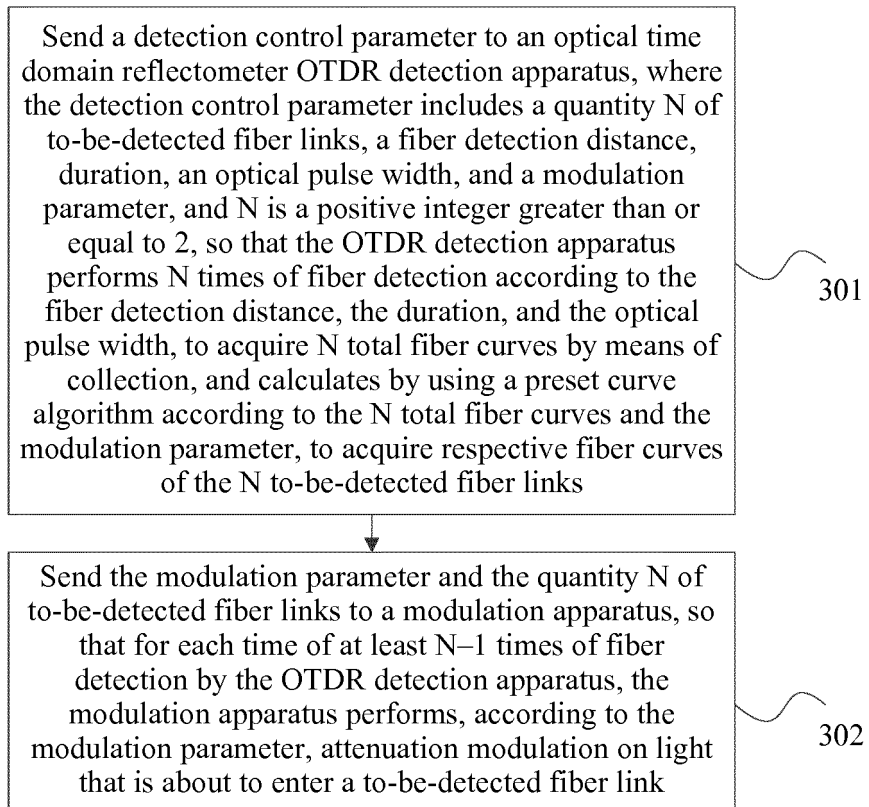 Send a detection control parameter to an optical time
domain reflectometer OTDR detection apparatus, where
the detection control parameter includes a quantity N of
to-be-detected fiber links, a fiber detection distance,
duration, an optical pulse width, and a modulation
parameter, and N is a positive integer greater than or
equal to 2, so that the OTDR detection apparatus
performs N times of fiber detection according to the
fiber detection distance, the duration, and the optical
pulse width, to acquire N total fiber curves by means of
collection, and calculates by using a preset curve
algorithm according to the N total fiber curves and the
modulation parameter, to acquire respective fiber curves
of the N to-be-detected fiber links
301
Send the modulation parameter and the quantity N of
to-be-detected fiber links to a modulation apparatus, so
that for each time of at least N–1 times of fiber
detection by the OTDR detection apparatus, the
modulation apparatus performs, according to the
modulation parameter, attenuation modulation on light
that is about to enter a to-be-detected fiber link
302